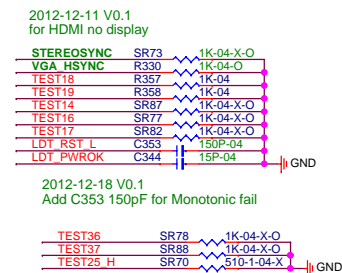 2012-12-11 V0.1
for HDMI no display
STEREOSYNC SR73 1K-04-X-O
VGA_HSYNC R330 1K-04-O
TEST18 R357 1K-04
TEST19 R358 1K-04
TEST14 SR87 1K-04-X-O
TEST16 SR77 1K-04-X-O
TEST17 SR82 1K-04-X-O
LDT_RST_L C353 150P-04
LDT_PWROK C344 15P-04
GND
2012-12-18 V0.1
Add C353 150pF for Monotonic fail
TEST36 SR78 1K-04-X-O
TEST37 SR88 1K-04-X-O
TEST25_H SR70 510-1-04-X
GND